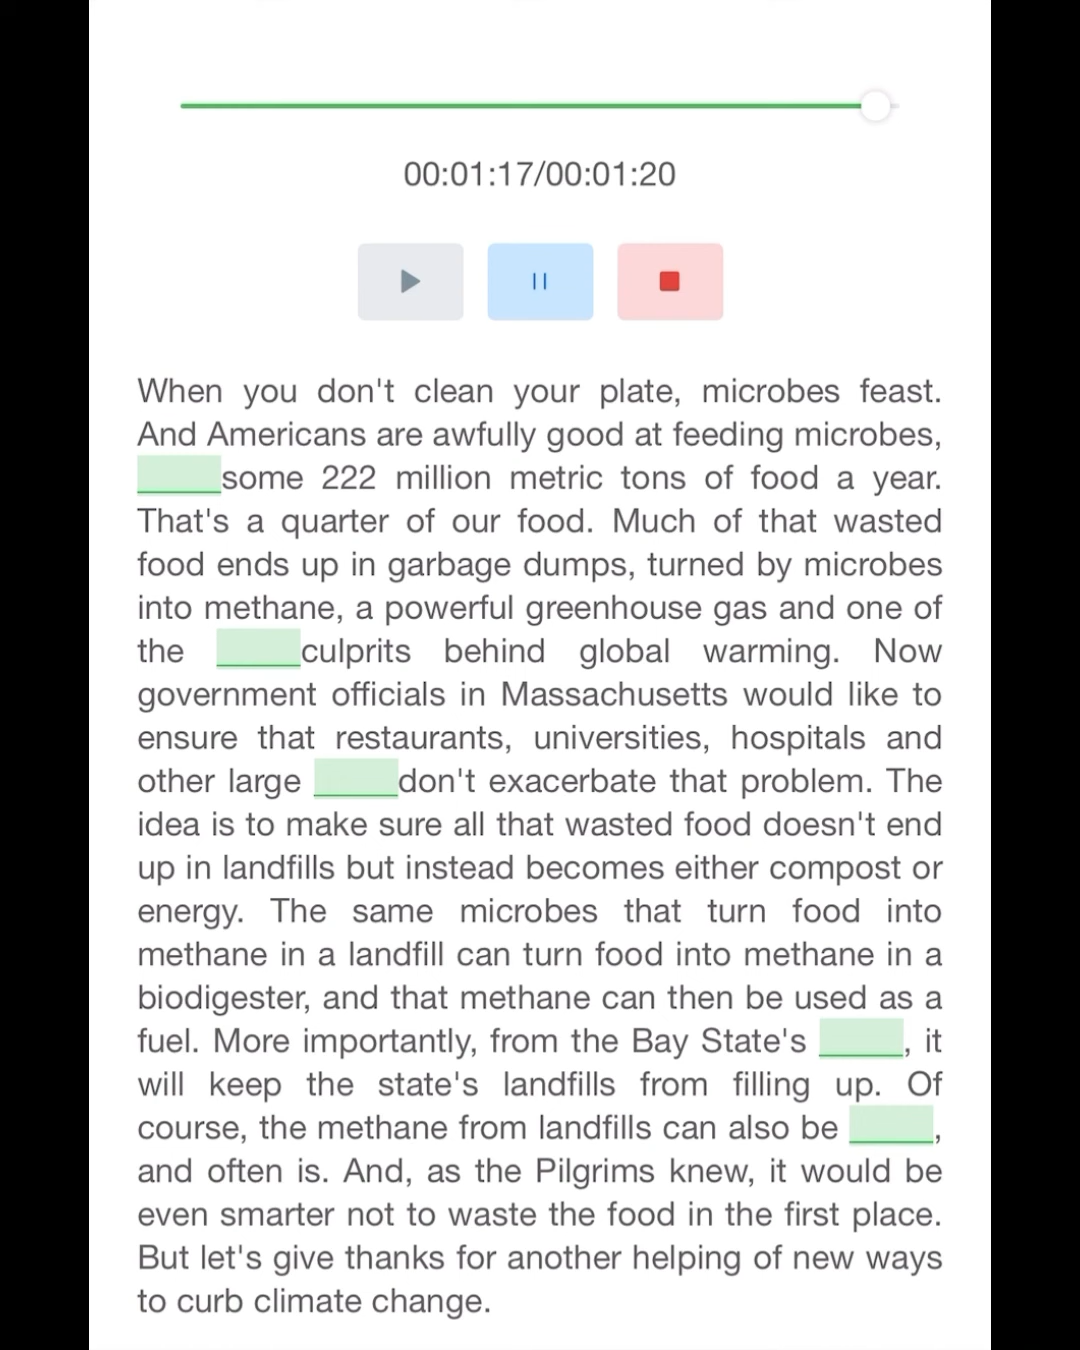 00:01:17/00:01:20
When you don't clean your plate, microbes feast.
And Americans are awfully good at feeding microbes,
some 222 million metric tons of food a year.
That's a quarter of our food. Much of that wasted
food ends up in garbage dumps, turned by microbes
into methane, a powerful greenhouse gas and one of
the culprits behind global warming. Now
government officials in Massachusetts would like to
ensure that restaurants, universities, hospitals and
other large don't exacerbate that problem. The
idea is to make sure all that wasted food doesn't end
up in landfills but instead becomes either compost or
energy. The same microbes that turn food into
methane in a landfill can turn food into methane in a
biodigester, and that methane can then be used as a
fuel. More importantly, from the Bay State's , it
will keep the state's landfills from filling up. Of
course, the methane from landfills can also be ,
and often is. And, as the Pilgrims knew, it would be
even smarter not to waste the food in the first place.
But let's give thanks for another helping of new ways
to curb climate change.